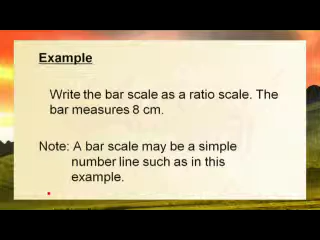 Example
Write the bar scale as a ratio scale. The
bar measures 8 cm.
Note: A bar scale may be a simple
number line such as in this
example.